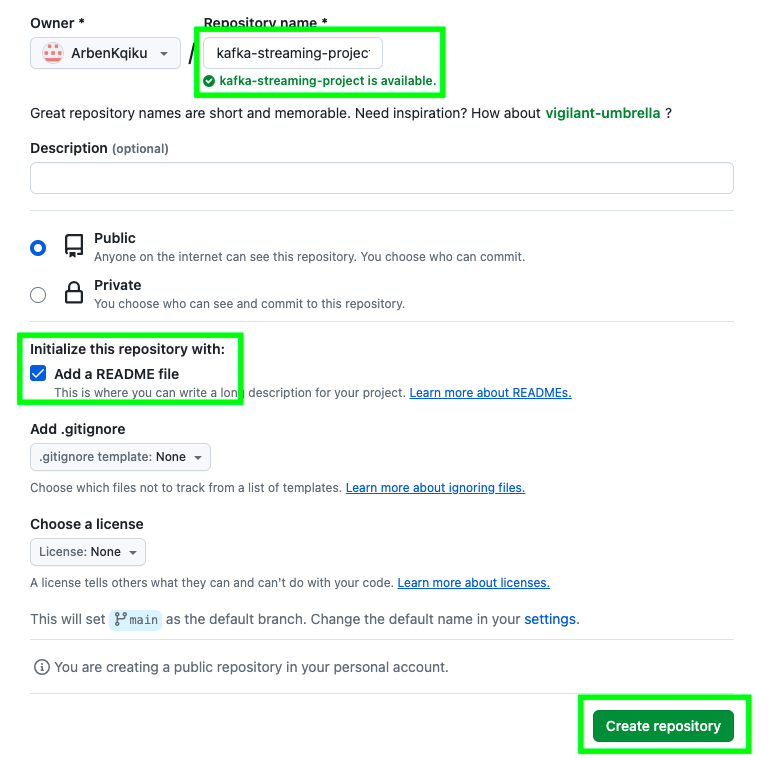 Owner * Repository name *
ArbenKqiku / kafka-streaming-projec
kafka-streaming-project is available.
Great repository names are short and memorable. Need inspiration? How about vigilant-umbrella ?
Description (optional)
Public
Anyone on the internet can see this repository. You choose who can commit.
Private
You choose who can see and commit to this repository.
Initialize this repository with:
Add a README file
This is where you can write a long description for your project. Learn more about READMEs.
Add .gitignore
.gitignore template: None
Choose which files not to track from a list of templates. Learn more about ignoring files.
Choose a license
License: None
A license tells others what they can and can't do with your code. Learn more about licenses.
This will set main as the default branch. Change the default name in your settings.
You are creating a public repository in your personal account.
Create repository